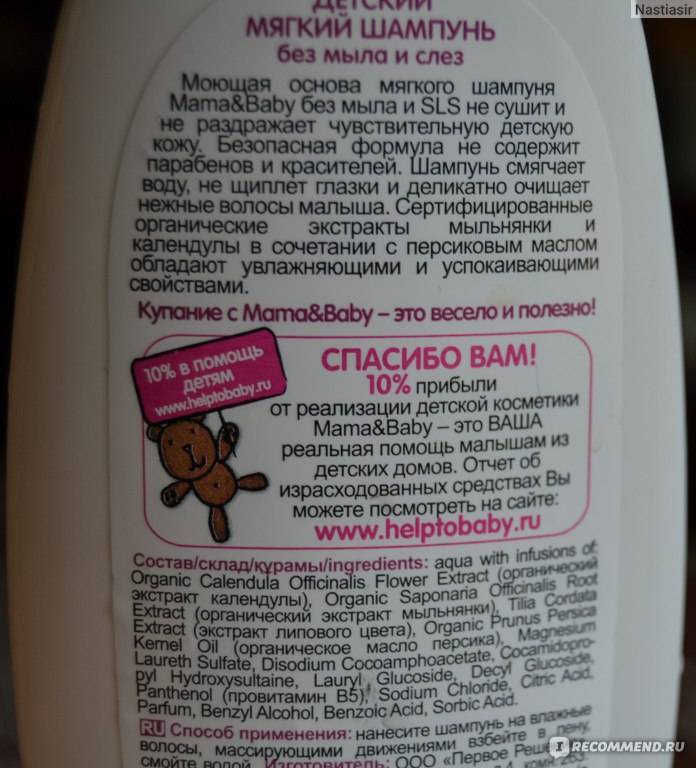 Nastiasir
ДЕТСКИЙ
МЯГКИЙ ШАМПУНЬ
без мыла и слез
Моющая основа мягкого шампуня
Mama&Baby без мыла и SLS не сушит и
не раздражает чувствительную детскую
кожу. Безопасная формула не содержит
парабенов и красителей. Шампунь смягчает
воду, не щиплет глазки и деликатно очищает
нежные волосы малыша. Сертифицированные
органические экстракты мыльнянки и
календулы в сочетании с персиковым маслом
обладают увлажняющими и успокаивающими
свойствами.
Купание с Mama&Baby – это весело и полезно!
10% в помощь
детям
www.helptobaby.ru
СПАСИБО ВАМ!
10% прибыли
от реализации детской косметики
Mama&Baby – это ВАША
реальная помощь малышам из
детских домов. Отчет об
израсходованных средствах Вы
можете посмотреть на сайте:
www.helptobaby.ru
Состав/склад/құрамы/ingredients: aqua with infusions of:
Organic Calendula Officinalis Flower Extract (органический
экстракт календулы), Organic Saponaria Officinalis Root
Extract (органический экстракт мыльнянки), Tilia Cordata
Extract (экстракт липового цвета), Organic Prunus Persica
Kernel Oil (органическое масло персика), Magnesium
Laureth Sulfate, Disodium Cocoamphoacetate, Cocamidopro-
pyl Hydroxysultaine, Lauryl Glucoside, Decyl Glucoside,
Panthenol (провитамин B5), Sodium Chloride, Citric Acid,
Parfum, Benzyl Alcohol, Benzoic Acid, Sorbic Acid.
RU Способ применения: нанесите шампунь на влажные
волосы, массирующими движениями взбейте в пену,
смойте водой. Изготовитель: ООО «Первое Реше
I RECOMMEND.RU